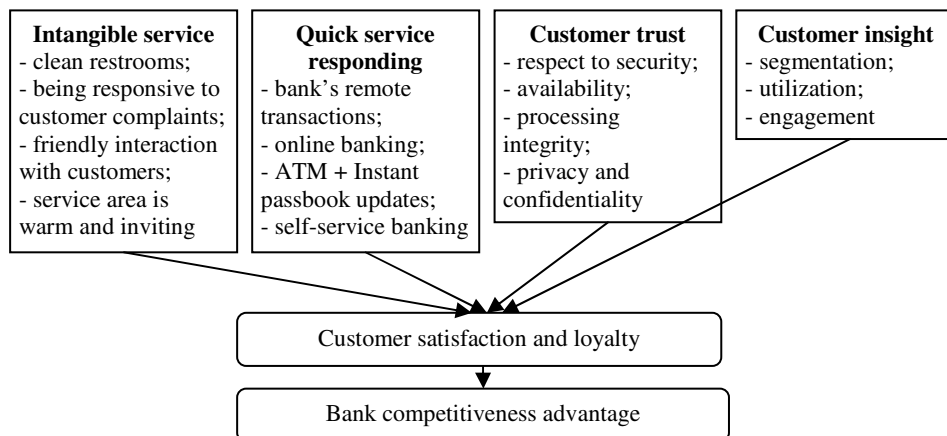 Intangible service
- clean restrooms;
- being responsive to
customer complaints;
- friendly interaction
with customers;
- service area is
warm and inviting
Quick service
responding
- bank's remote
transactions;
- online banking;
- ATM + Instant
passbook updates;
- self-service banking
Customer trust
- respect to security;
- availability;
- processing
integrity;
- privacy and
confidentiality
Customer insight
- segmentation;
- utilization;
- engagement
Customer satisfaction and loyalty
Bank competitiveness advantage